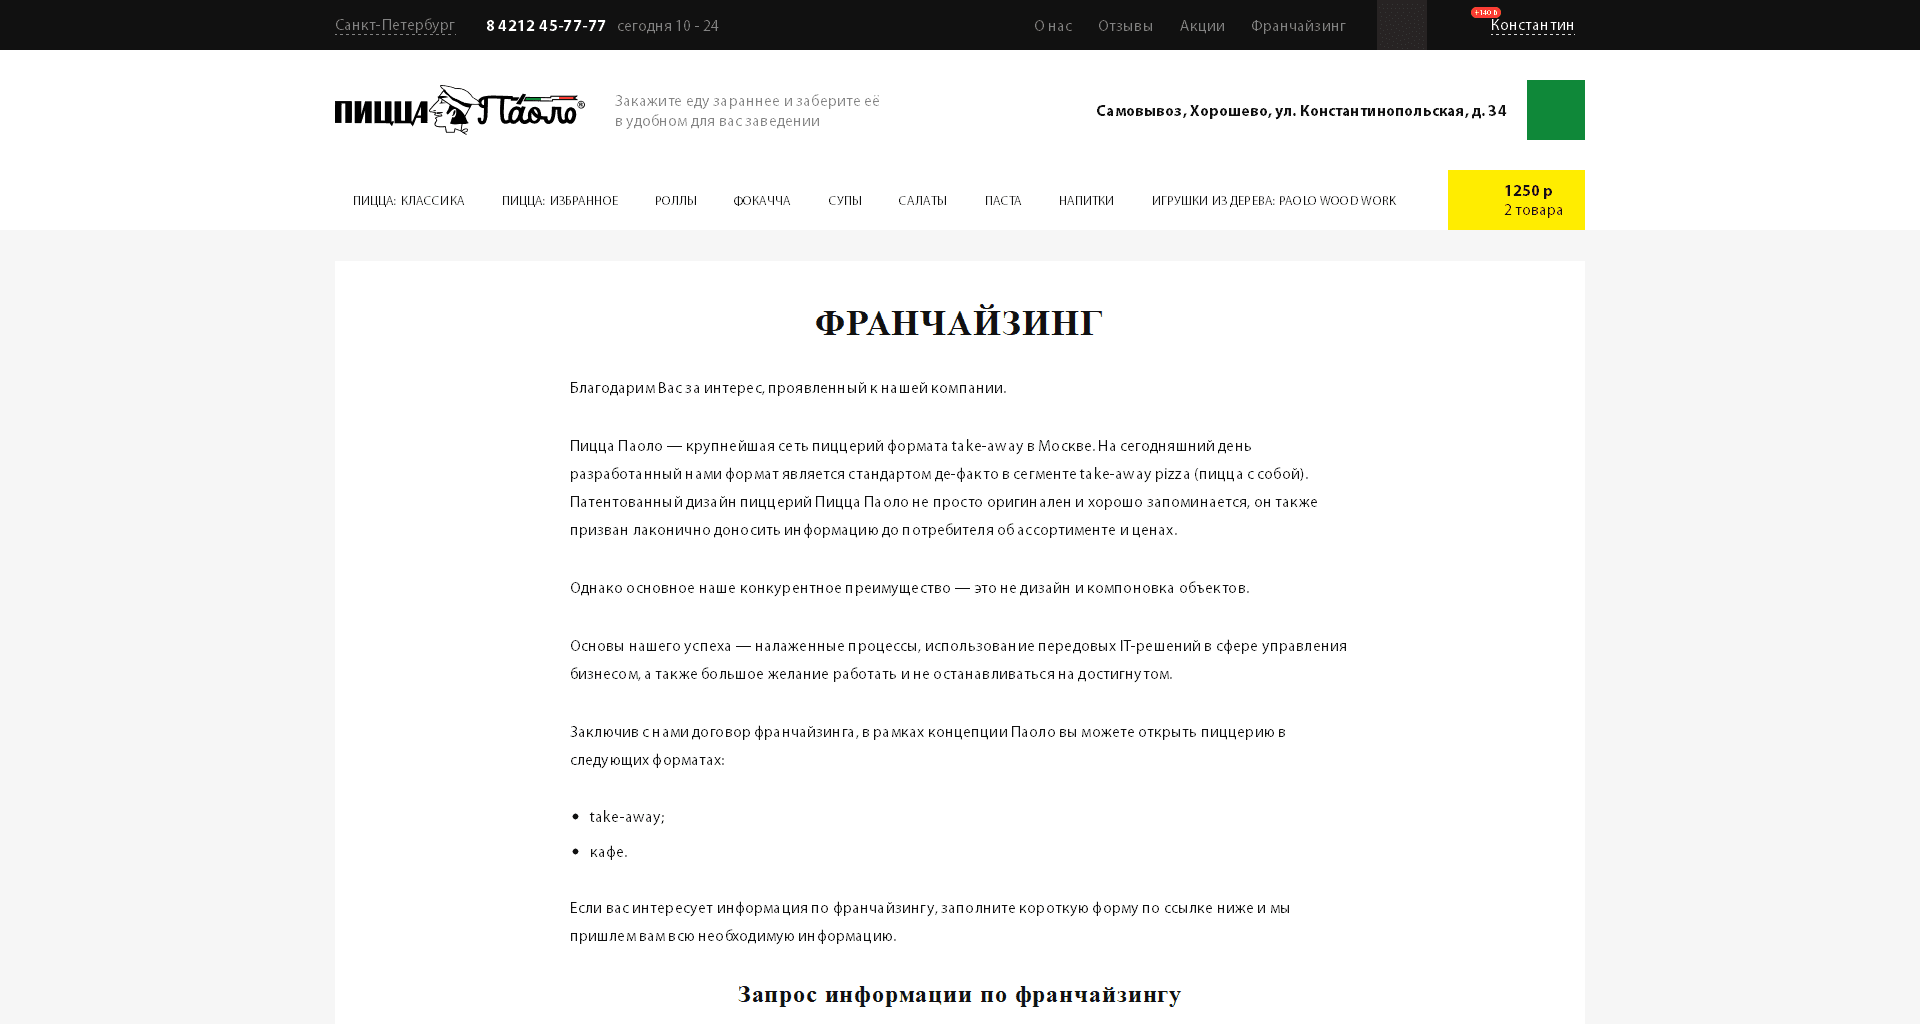 Санкт-Петербург
8 4212 45-77-77 сегодня 10 - 24
О нас Отзывы Акции Франчайзинг
Константин
ПИЦЦА Паоло®
Закажите еду зараннее и заберите её
в удобном для вас заведении
Самовывоз, Хорошево, ул. Константинопольская, д. 34
ПИЦЦА: КЛАССИКА ПИЦЦА: ИЗБРАННОЕ РОЛЛЫ ФОКАЧЧА СУПЫ САЛАТЫ ПАСТА НАПИТКИ ИГРУШКИ ИЗ ДЕРЕВА: PAOLO WOOD WORK
1250 р
2 товара
ФРАНЧАЙЗИНГ
Благодарим Вас за интерес, проявленный к нашей компании.
Пицца Паоло — крупнейшая сеть пиццерий формата take-away в Москве. На сегодняшний день
разработанный нами формат является стандартом де-факто в сегменте take-away pizza (пицца с собой).
Патентованный дизайн пиццерий Пицца Паоло не просто оригинален и хорошо запоминается, он также
призван лаконично доносить информацию до потребителя об ассортименте и ценах.
Однако основное наше конкурентное преимущество — это не дизайн и компоновка объектов.
Основы нашего успеха — налаженные процессы, использование передовых IT-решений в сфере управления
бизнесом, а также большое желание работать и не останавливаться на достигнутом.
Заключив с нами договор франчайзинга, в рамках концепции Паоло вы можете открыть пиццерию в
следующих форматах:
• take-away;
• кафе.
Если вас интересует информация по франчайзингу, заполните короткую форму по ссылке ниже и мы
пришлем вам всю необходимую информацию.
Запрос информации по франчайзингу